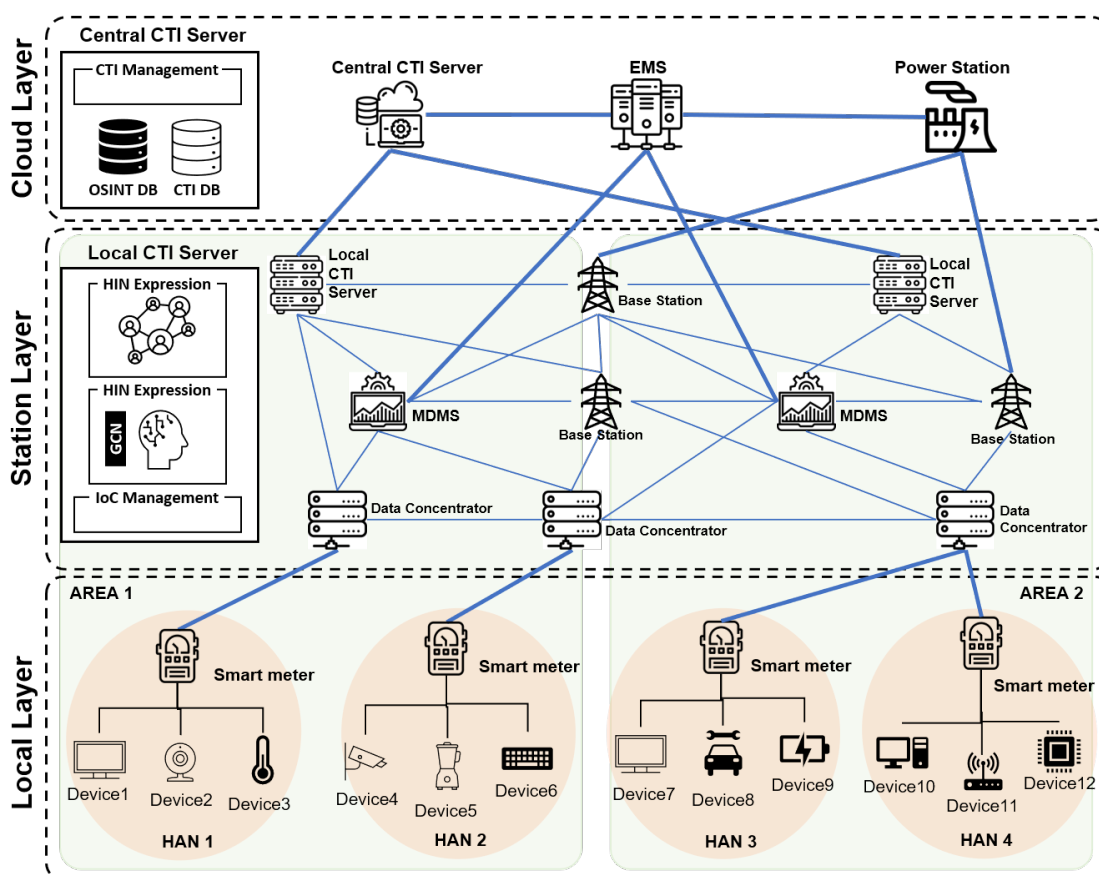 Cloud Layer
Central CTI Server
CTI Management
OSINT DB
CTI DB
Central CTI Server
EMS
Power Station
Station Layer
Local CTI Server
HIN Expression
HIN Expression
GCN
IoC Management
Local
CTI
Server
Base Station
Local
CTI
Server
MDMS
Base Station
MDMS
Base Station
Data Concentrator
Data Concentrator
Data
Concentrator
Local Layer
AREA 1
AREA 2
Smart meter
Smart meter
Smart meter
Smart meter
Device1
Device2
Device3
Device4
Device5
Device6
Device7
Device8
Device9
Device10
Device11
Device12
HAN 1
HAN 2
HAN 3
HAN 4